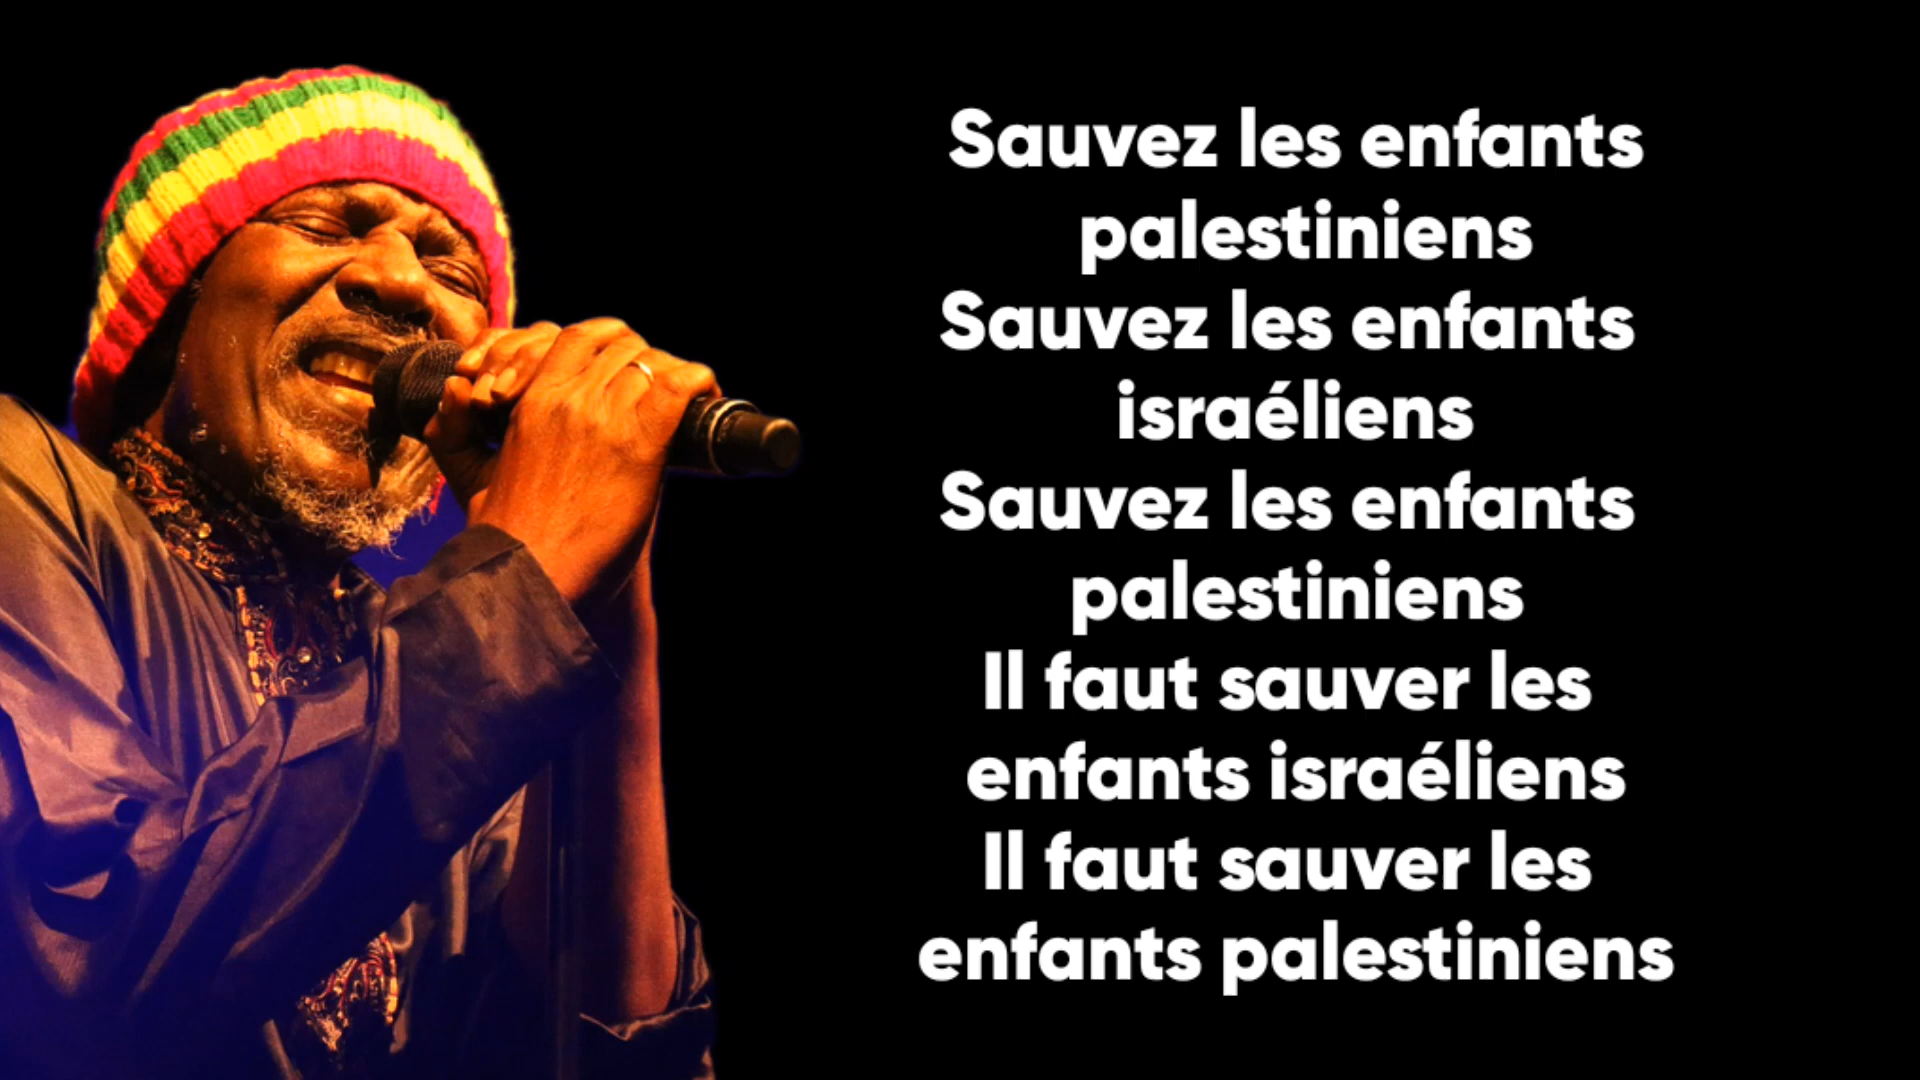 Sauvez les enfants
palestiniens
Sauvez les enfants
israéliens
Sauvez les enfants
palestiniens
Il faut sauver les
enfants israéliens
Il faut sauver les
enfants palestiniens